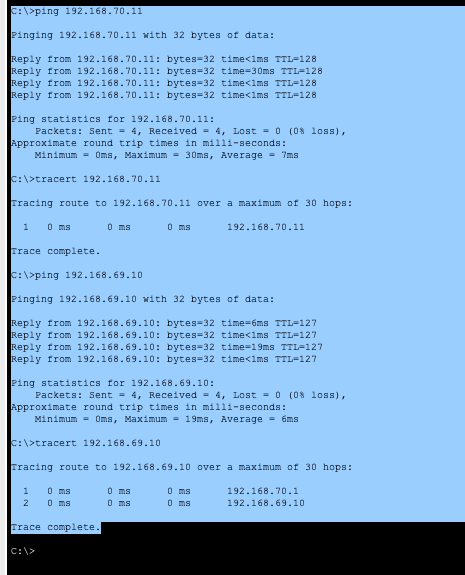 C:\>ping 192.168.70.11
Pinging 192.168.70.11 with 32 bytes of data:
Reply from 192.168.70.11: bytes=32 time<1ms TTL=128
Reply from 192.168.70.11: bytes=32 time=30ms TTL=128
Reply from 192.168.70.11: bytes=32 time<1ms TTL=128
Reply from 192.168.70.11: bytes=32 time<1ms TTL=128
Ping statistics for 192.168.70.11:
Packets: Sent = 4, Received = 4, Lost = 0 (0% loss),
Approximate round trip times in milli-seconds:
Minimum = 0ms, Maximum = 30ms, Average = 7ms
C:\>tracert 192.168.70.11
Tracing route to 192.168.70.11 over a maximum of 30 hops:
1 0 ms 0 ms 0 ms 192.168.70.11
Trace complete.
C:\>ping 192.168.69.10
Pinging 192.168.69.10 with 32 bytes of data:
Reply from 192.168.69.10: bytes=32 time=6ms TTL=127
Reply from 192.168.69.10: bytes=32 time<1ms TTL=127
Reply from 192.168.69.10: bytes=32 time=19ms TTL=127
Reply from 192.168.69.10: bytes=32 time<1ms TTL=127
Ping statistics for 192.168.69.10:
Packets: Sent = 4, Received = 4, Lost = 0 (0% loss),
Approximate round trip times in milli-seconds:
Minimum = 0ms, Maximum = 19ms, Average = 6ms
C:\>tracert 192.168.69.10
Tracing route to 192.168.69.10 over a maximum of 30 hops:
1 0 ms 0 ms 0 ms 192.168.70.1
2 0 ms 0 ms 0 ms 192.168.69.10
Trace complete.
C:\>